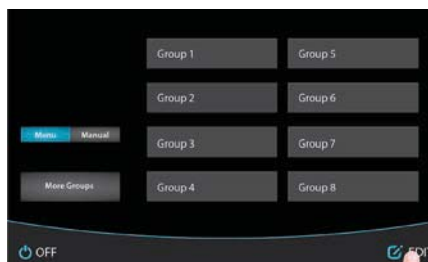 Group 1
Group 5
Group 2
Group 6
Menu
Manual
Group 3
Group 7
More Groups
Group 4
Group 8
OFF
EDIT